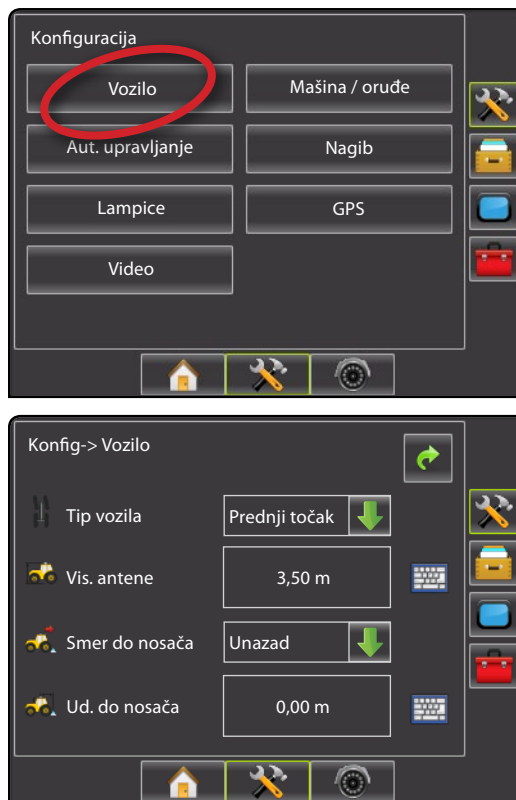 Konfiguracija
Vozilo
Mašina / oruđe
Aut. upravljanje
Nagib
Lampice
GPS
Video
Konfig-> Vozilo
Tip vozila
Prednji točak
Vis. antene
3,50 m
Smer do nosača
Unazad
Ud. do nosača
0,00 m